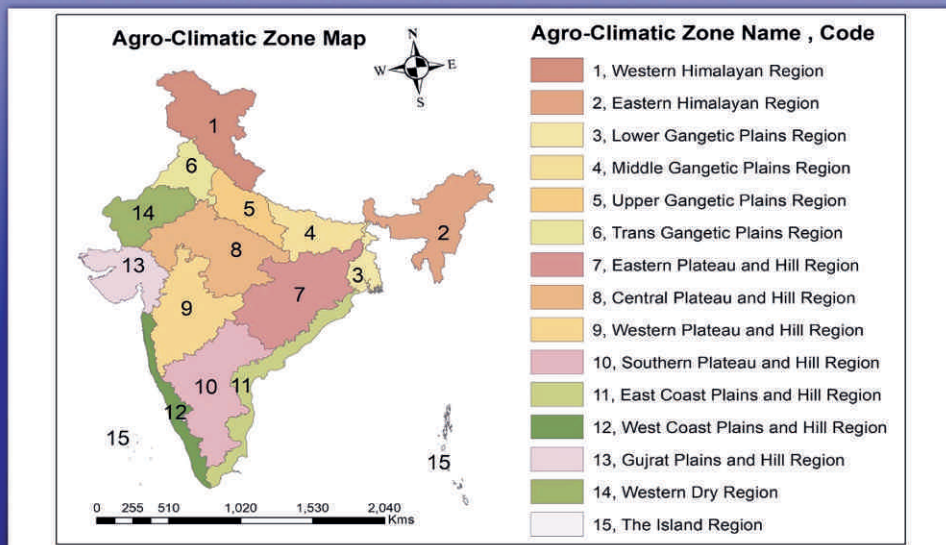 Agro-Climatic Zone Map
N
W E
S
1
6
14
5
4
2
13
8
3
7
9
10
11
12
15
15
0 255 510 1,020 1,530 2,040
Kms
Agro-Climatic Zone Name , Code
1, Western Himalayan Region
2, Eastern Himalayan Region
3, Lower Gangetic Plains Region
4, Middle Gangetic Plains Region
5, Upper Gangetic Plains Region
6, Trans Gangetic Plains Region
7, Eastern Plateau and Hill Region
8, Central Plateau and Hill Region
9, Western Plateau and Hill Region
10, Southern Plateau and Hill Region
11, East Coast Plains and Hill Region
12, West Coast Plains and Hill Region
13, Gujrat Plains and Hill Region
14, Western Dry Region
15, The Island Region